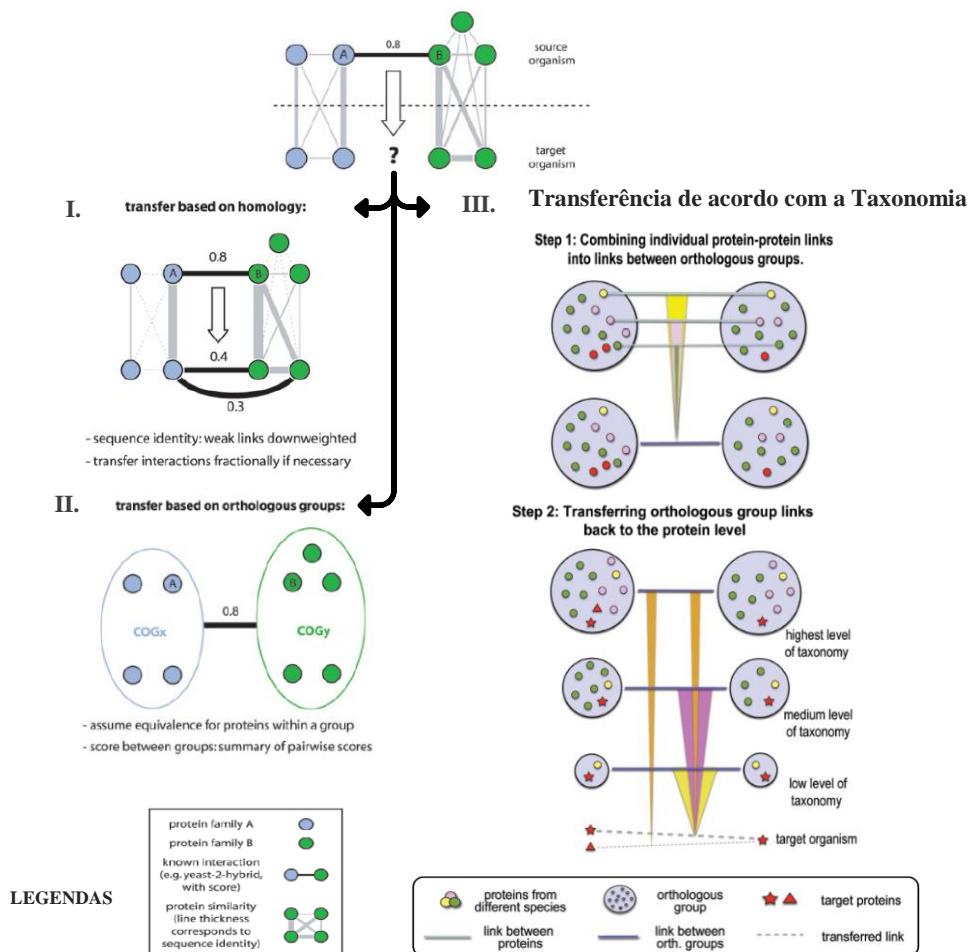 0.8
source
organism
A
B
?
target
organism
I.
transfer based on homology:
0.8
A
B
0.4
0.3
- sequence identity: weak links downweighted
- transfer interactions fractionally if necessary
II.
transfer based on orthologous groups:
A
B
0.8
COGx
COGy
- assume equivalence for proteins within a group
- score between groups: summary of pairwise scores
III.
Transferência de acordo com a Taxonomia
Step 1: Combining individual protein-protein links
into links between orthologous groups.
Step 2: Transferring orthologous group links
back to the protein level
highest level
of taxonomy
medium level
of taxonomy
low level of
taxonomy
target organism
LEGENDAS
protein family A
protein family B
known interaction
(e.g. yeast-2-hybrid,
with score)
protein similarity
(line thickness
corresponds to
sequence identity)
proteins from
different species
orthologous
group
target proteins
link between
proteins
link between
orth. groups
transferred link